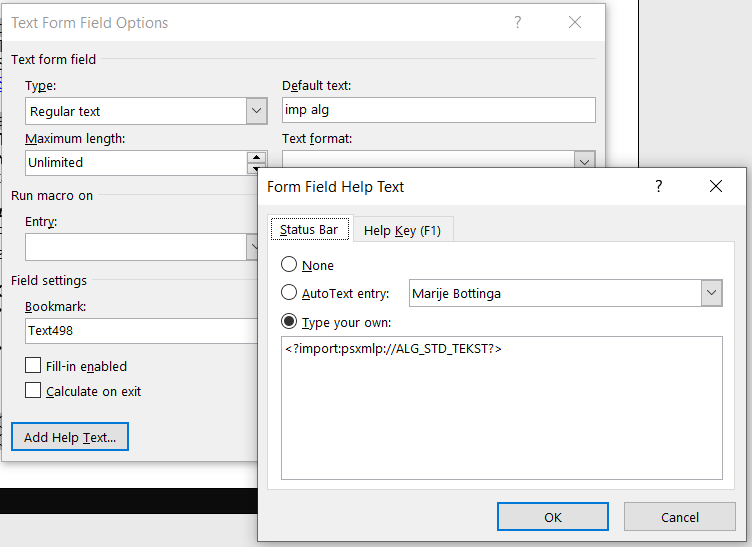 Text Form Field Options
Text form field
Type:
Default text:
Regular text
imp alg
Maximum length:
Text format:
Unlimited
Run macro on
Entry:
Field settings
Bookmark:
Text498
Fill-in enabled
Calculate on exit
Add Help Text...
Form Field Help Text
Status Bar
Help Key (F1)
None
AutoText entry:
Marije Bottinga
Type your own:
<?import:psxmlp://ALG_STD_TEKST?>
OK
Cancel